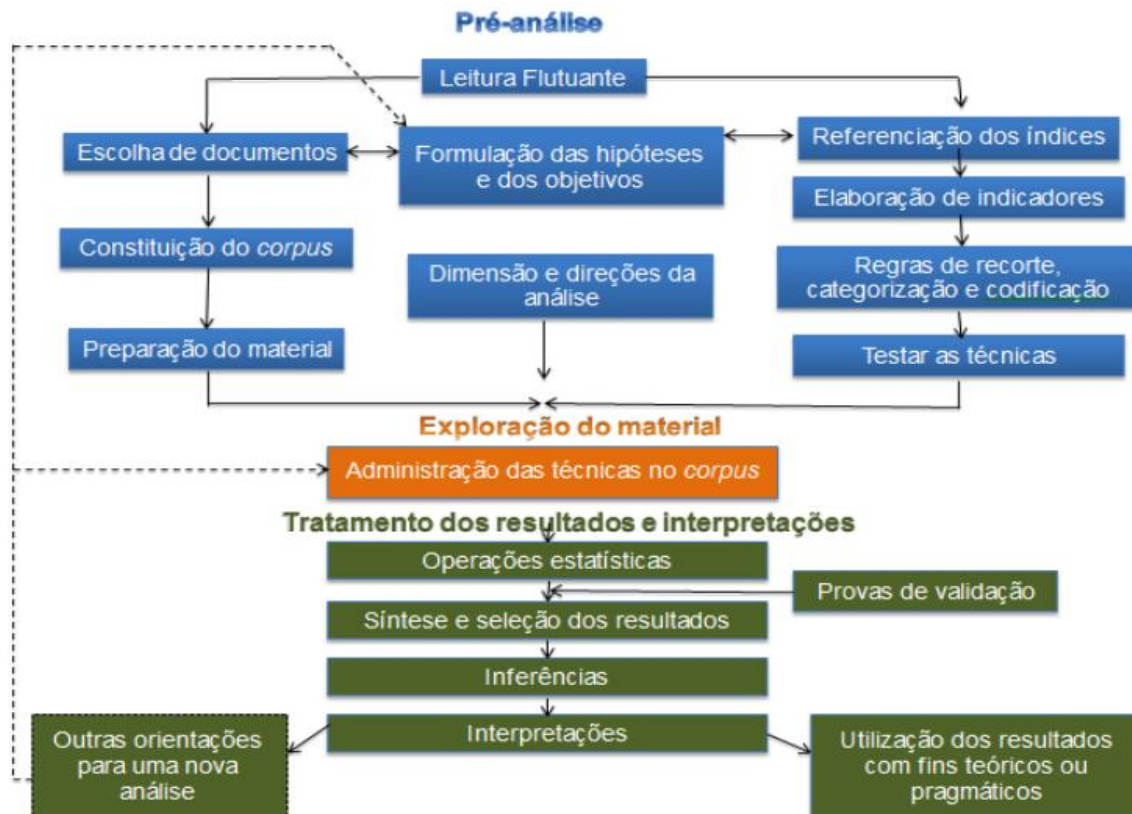 Pré-análise
Leitura Flutuante
Escolha de documentos
Formulação das hipóteses
e dos objetivos
Referenciação dos índices
Elaboração de indicadores
Constituição do corpus
Dimensão e direções da
análise
Regras de recorte,
categorização e codificação
Preparação do material
Testar as técnicas
Exploração do material
Administração das técnicas no corpus
Tratamento dos resultados e interpretações
Operações estatísticas
Provas de validação
Síntese e seleção dos resultados
Inferências
Interpretações
Outras orientações
para uma nova
análise
Utilização dos resultados
com fins teóricos ou
pragmáticos